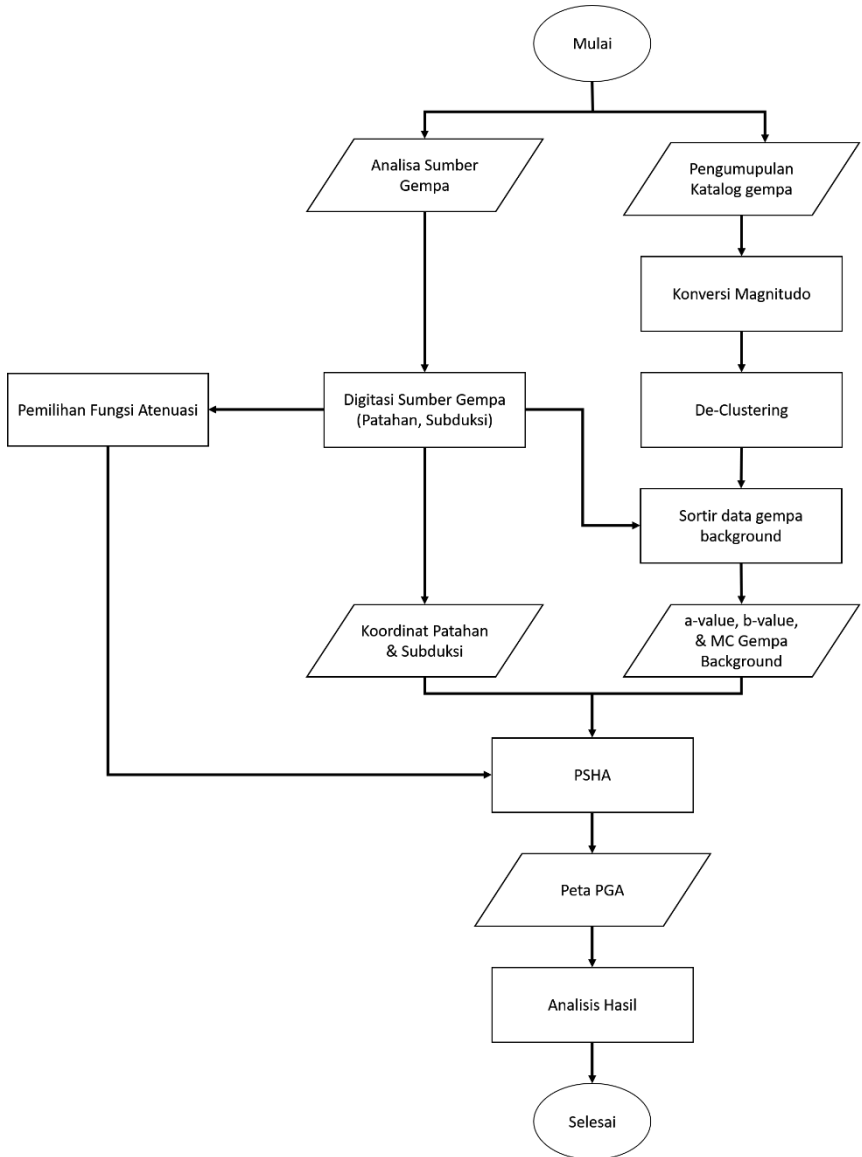 Mulai
Analisa Sumber
Gempa
Pengumupulan
Katalog gempa
Konversi Magnitudo
Pemilihan Fungsi Atenuasi
Digitasi Sumber Gempa
(Patahan, Subduksi)
De-Clustering
Sortir data gempa
background
Koordinat Patahan
& Subduksi
a-value, b-value,
& MC Gempa
Background
PSHA
Peta PGA
Analisis Hasil
Selesai